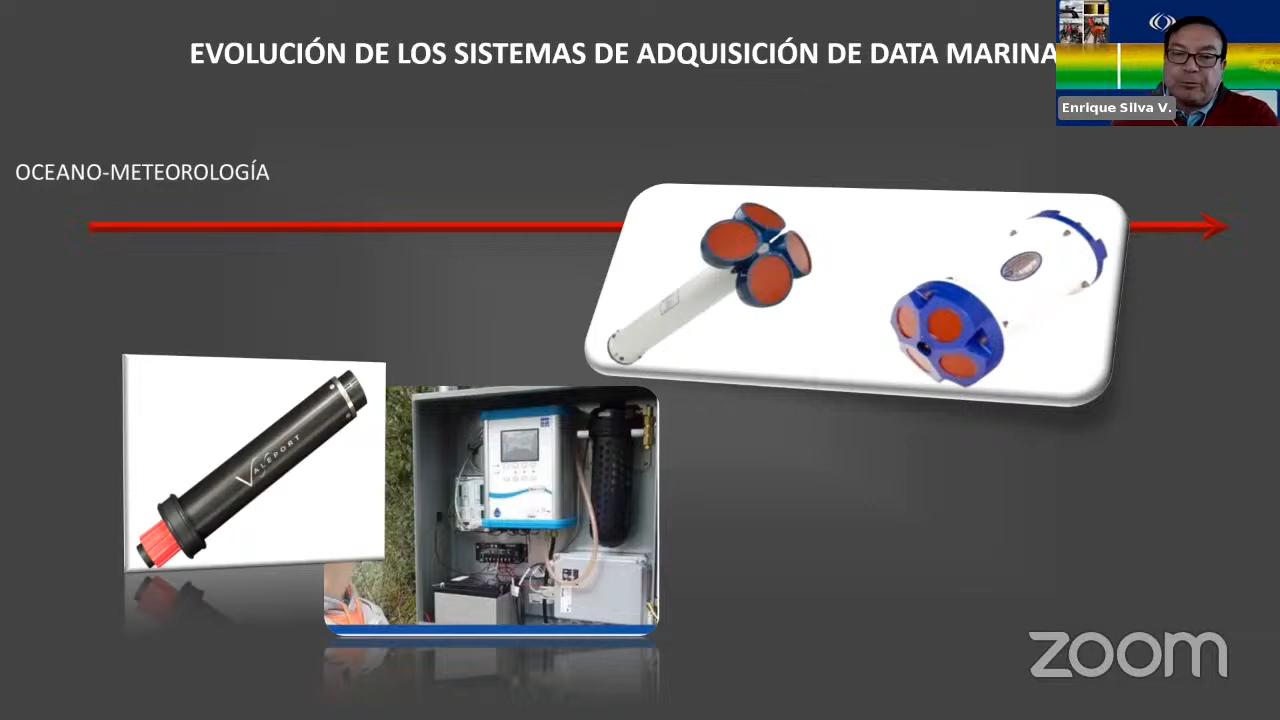 EVOLUCIÓN DE LOS SISTEMAS DE ADQUISICIÓN DE DATA MARINA
Enrique Silva V.
OCEANO-METEOROLOGÍA
VALEPORT
zoom